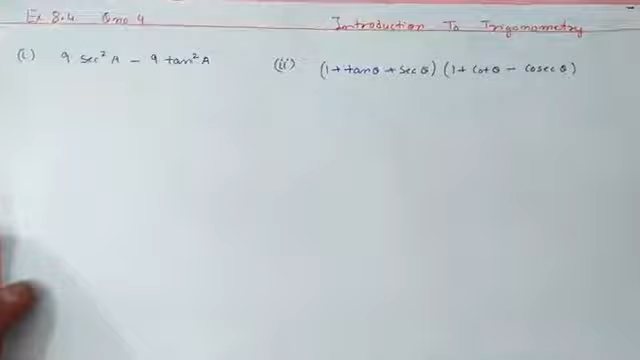 Ex 8.4 Q no 4 Introduction To Trigonometry
(i) 9 sec² A - 9 tan² A (ii) (1 + tan θ + sec θ) (1 + cot θ - cosec θ)